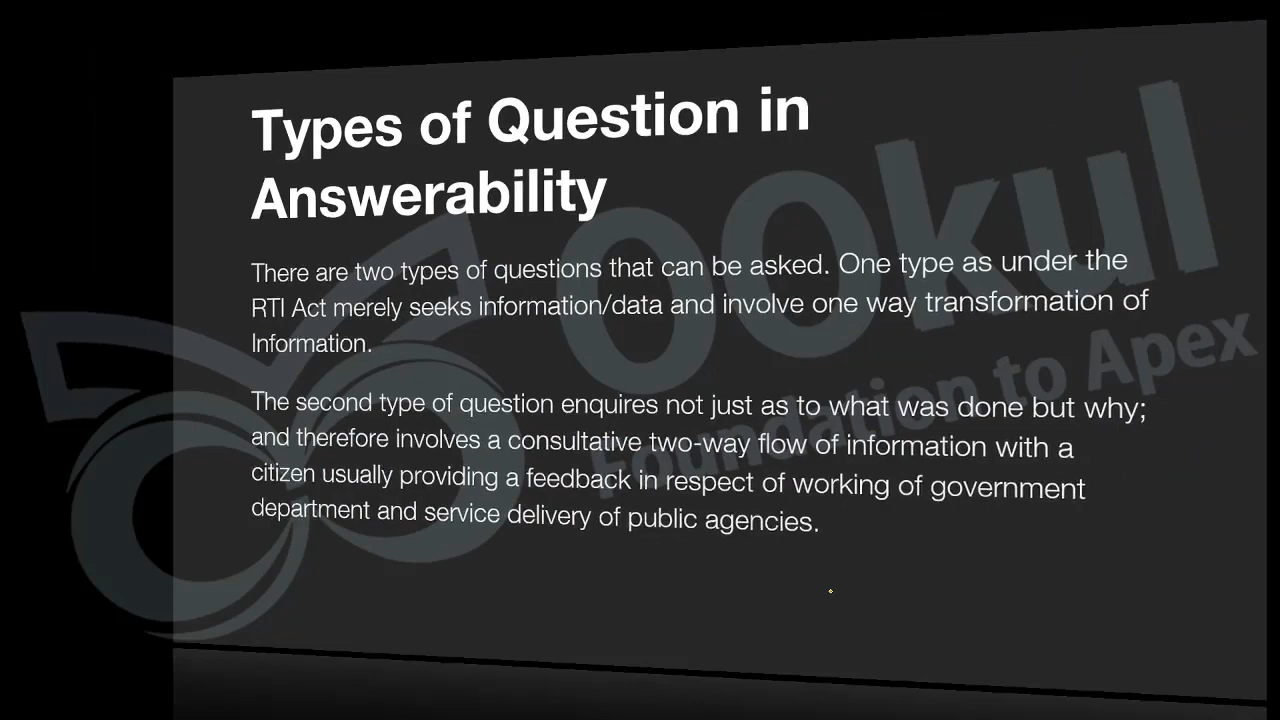 Types of Question in
Answerability
There are two types of questions that can be asked. One type as under the
RTI Act merely seeks information/data and involve one way transformation of
Information.
The second type of question enquires not just as to what was done but why;
and therefore involves a consultative two-way flow of information with a
citizen usually providing a feedback in respect of working of government
department and service delivery of public agencies.
OOkul
Foundation to Apex